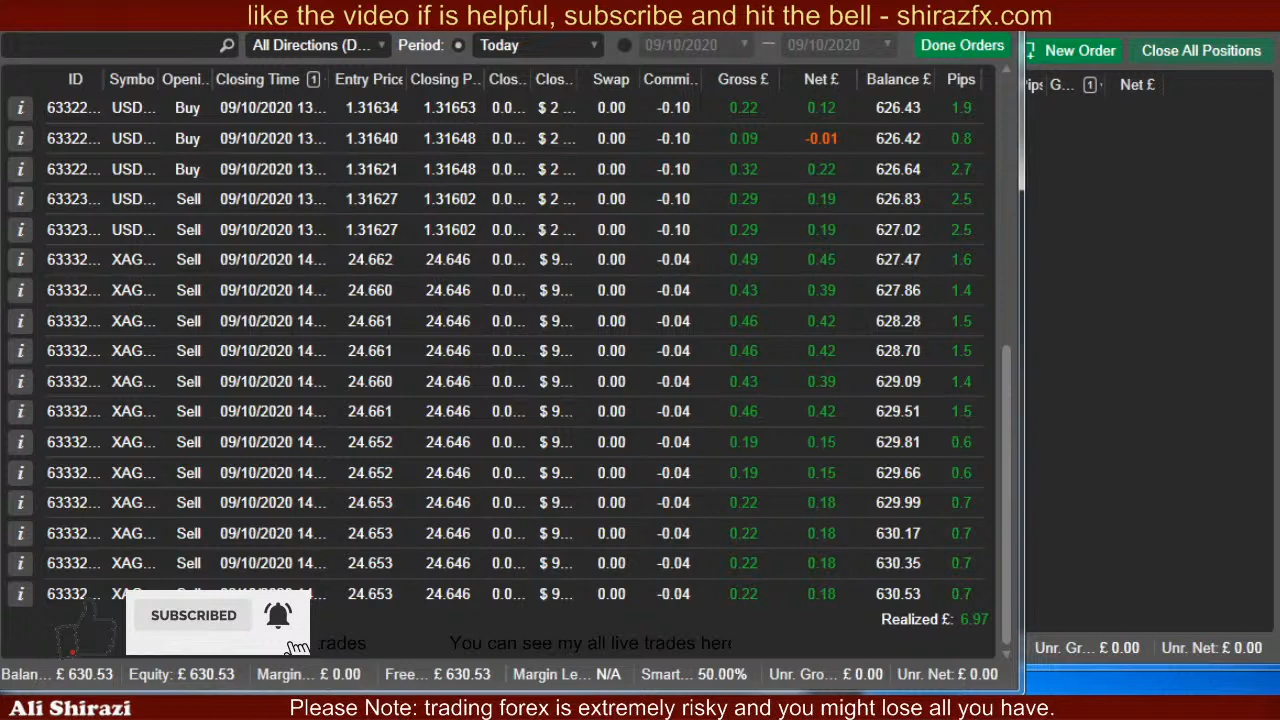 like the video if is helpful, subscribe and hit the bell - shirazfx.com
All Directions (D... Period: Today 09/10/2020 — 09/10/2020 Done Orders New Order Close All Positions
ID Symbo Openi.. Closing Time 1 Entry Price Closing P.. Clos.. Clos.. Swap Commi.. Gross £ Net £ Balance £ Pips G... 1 Net £
i 63322... USD... Buy 09/10/2020 13... 1.31634 1.31653 0.0... $ 2 ... 0.00 -0.10 0.22 0.12 626.43 1.9
i 63322... USD... Buy 09/10/2020 13... 1.31640 1.31648 0.0... $ 2 ... 0.00 -0.10 0.09 -0.01 626.42 0.8
i 63322... USD... Buy 09/10/2020 13... 1.31621 1.31648 0.0... $ 2 ... 0.00 -0.10 0.32 0.22 626.64 2.7
i 63323... USD... Sell 09/10/2020 13... 1.31627 1.31602 0.0... $ 2 ... 0.00 -0.10 0.29 0.19 626.83 2.5
i 63323... USD... Sell 09/10/2020 13... 1.31627 1.31602 0.0... $ 2 ... 0.00 -0.10 0.29 0.19 627.02 2.5
i 63332... XAG... Sell 09/10/2020 14... 24.662 24.646 0.0... $ 9... 0.00 -0.04 0.49 0.45 627.47 1.6
i 63332... XAG... Sell 09/10/2020 14... 24.660 24.646 0.0... $ 9... 0.00 -0.04 0.43 0.39 627.86 1.4
i 63332... XAG... Sell 09/10/2020 14... 24.661 24.646 0.0... $ 9... 0.00 -0.04 0.46 0.42 628.28 1.5
i 63332... XAG... Sell 09/10/2020 14... 24.661 24.646 0.0... $ 9... 0.00 -0.04 0.46 0.42 628.70 1.5
i 63332... XAG... Sell 09/10/2020 14... 24.660 24.646 0.0... $ 9... 0.00 -0.04 0.43 0.39 629.09 1.4
i 63332... XAG... Sell 09/10/2020 14... 24.661 24.646 0.0... $ 9... 0.00 -0.04 0.46 0.42 629.51 1.5
i 63332... XAG... Sell 09/10/2020 14... 24.652 24.646 0.0... $ 9... 0.00 -0.04 0.19 0.15 629.81 0.6
i 63332... XAG... Sell 09/10/2020 14... 24.652 24.646 0.0... $ 9... 0.00 -0.04 0.19 0.15 629.66 0.6
i 63332... XAG... Sell 09/10/2020 14... 24.653 24.646 0.0... $ 9... 0.00 -0.04 0.22 0.18 629.99 0.7
i 63332... XAG... Sell 09/10/2020 14... 24.653 24.646 0.0... $ 9... 0.00 -0.04 0.22 0.18 630.17 0.7
i 63332... XAG... Sell 09/10/2020 14... 24.653 24.646 0.0... $ 9... 0.00 -0.04 0.22 0.18 630.35 0.7
i 63332... Sell 24.653 24.646 0.0... $ 9... 0.00 -0.04 0.22 0.18 630.53 0.7
SUBSCRIBED
Realized £: 6.97
trades You can see my all live trades here
Balan... £ 630.53 Equity: £ 630.53 Margin... £ 0.00 Free... £ 630.53 Margin Le... N/A Smart... 50.00% Unr. Gro... £ 0.00 Unr. Net: £ 0.00 Unr. Gr... £ 0.00 Unr. Net: £ 0.00
Ali Shirazi Please Note: trading forex is extremely risky and you might lose all you have.